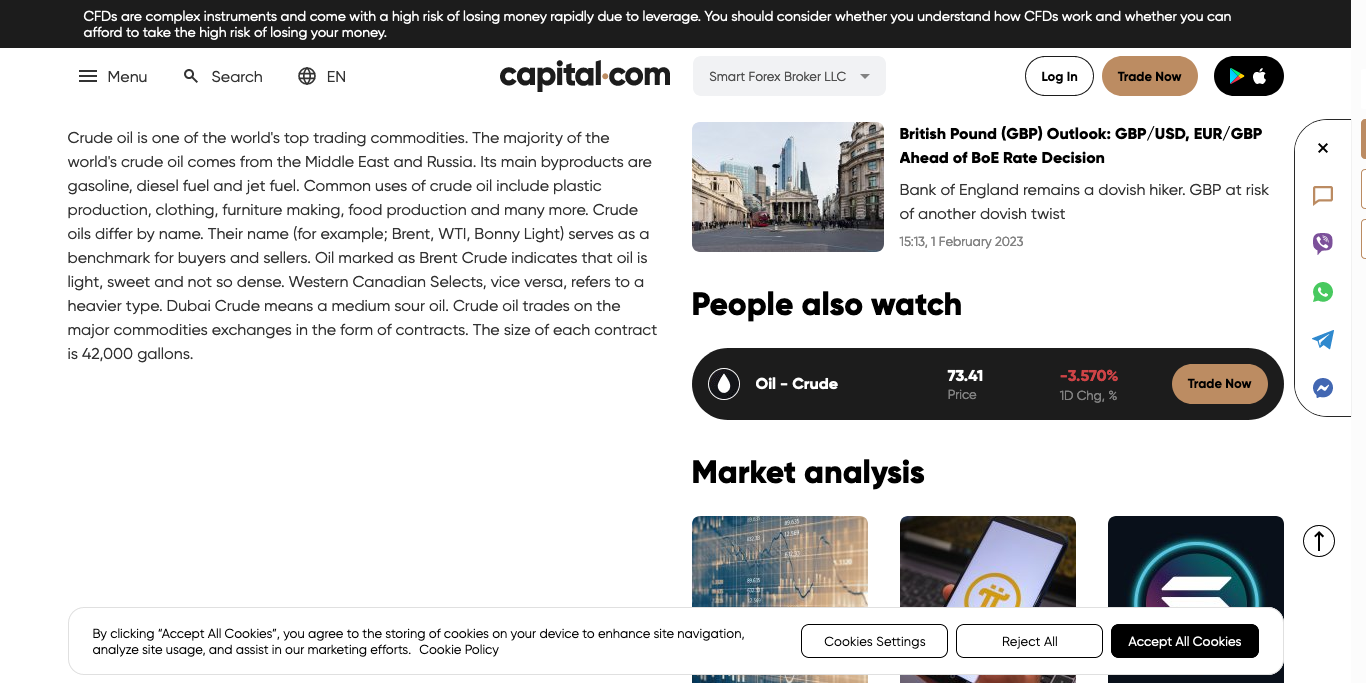 CFDs are complex instruments and come with a high risk of losing money rapidly due to leverage. You should consider whether you understand how CFDs work and whether you can
afford to take the high risk of losing your money.
Menu
Search
EN
capital.com
Smart Forex Broker LLC
Log In
Trade Now
Crude oil is one of the world's top trading commodities. The majority of the
world's crude oil comes from the Middle East and Russia. Its main byproducts are
gasoline, diesel fuel and jet fuel. Common uses of crude oil include plastic
production, clothing, furniture making, food production and many more. Crude
oils differ by name. Their name (for example; Brent, WTI, Bonny Light) serves as a
benchmark for buyers and sellers. Oil marked as Brent Crude indicates that oil is
light, sweet and not so dense. Western Canadian Selects, vice versa, refers to a
heavier type. Dubai Crude means a medium sour oil. Crude oil trades on the
major commodities exchanges in the form of contracts. The size of each contract
is 42,000 gallons.
British Pound (GBP) Outlook: GBP/USD, EUR/GBP
Ahead of BoE Rate Decision
Bank of England remains a dovish hiker. GBP at risk
of another dovish twist
15:13, 1 February 2023
People also watch
Oil - Crude
73.41
Price
-3.570%
1D Chg, %
Trade Now
Market analysis
By clicking “Accept All Cookies”, you agree to the storing of cookies on your device to enhance site navigation,
analyze site usage, and assist in our marketing efforts. Cookie Policy
Cookies Settings
Reject All
Accept All Cookies